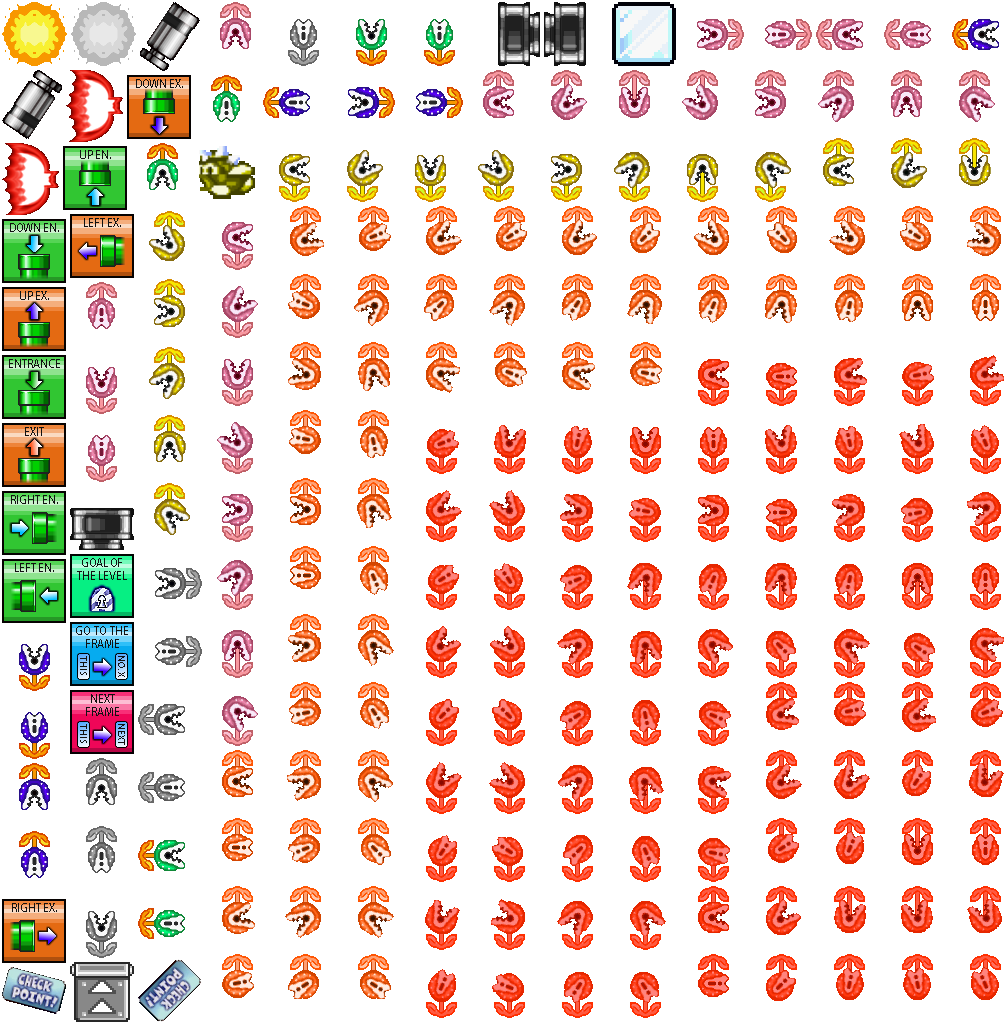 DOWN EX.
UP EN.
DOWN EN.
LEFT EX.
UP EX.
ENTRANCE
EXIT
RIGHT EN.
LEFT EN.
GOAL OF
THE LEVEL
GO TO THE
FRAME
THIS
NO.X
NEXT
FRAME
THIS
NEXT
RIGHT EX.
CHECK
POINT!
CHECK
POINT!